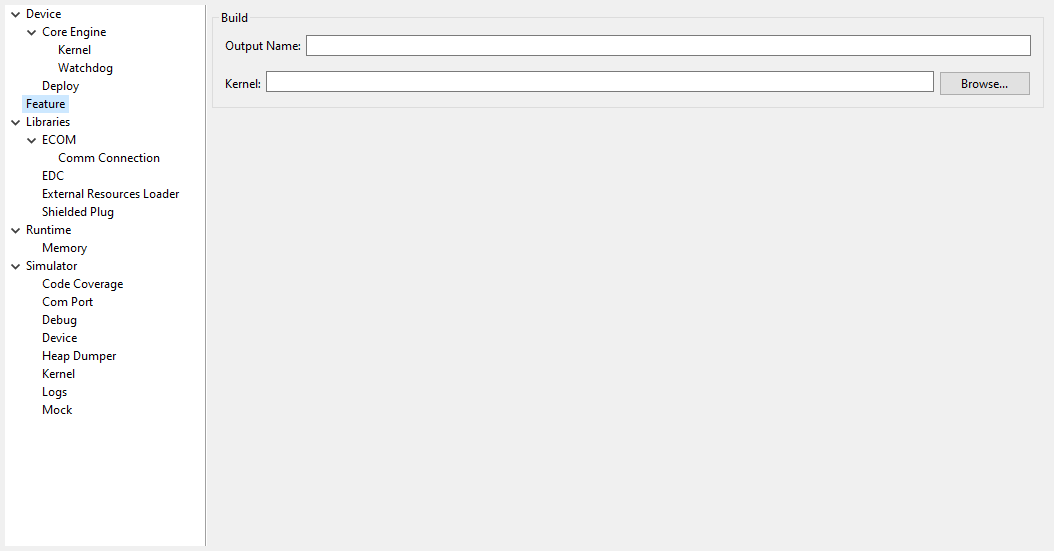 Device
Core Engine
Kernel
Watchdog
Deploy
Feature
Libraries
ECOM
Comm Connection
EDC
External Resources Loader
Shielded Plug
Runtime
Memory
Simulator
Code Coverage
Com Port
Debug
Device
Heap Dumper
Kernel
Logs
Mock
Build
Output Name:
Kernel: Browse...